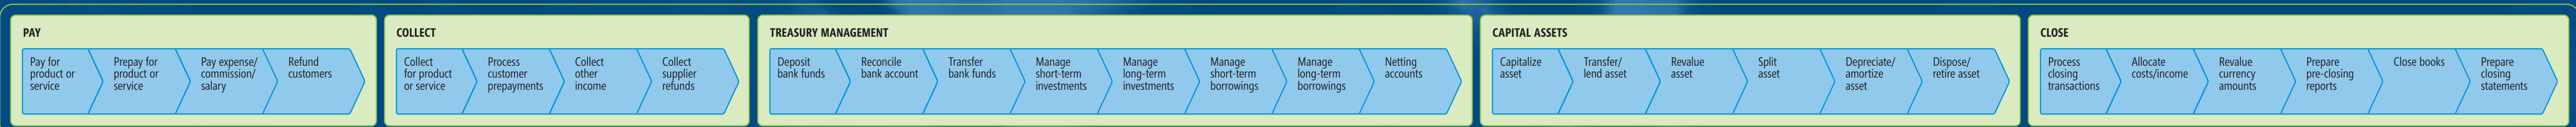 PAY
Pay for
product or
service
Prepay for
product or
service
Pay expense/
commission/
salary
Refund
customers
COLLECT
Collect
for product
or service
Process
customer
prepayments
Collect
other
income
Collect
supplier
refunds
TREASURY MANAGEMENT
Deposit
bank funds
Reconcile
bank account
Transfer
bank funds
Manage
short-term
investments
Manage
long-term
investments
Manage
short-term
borrowings
Manage
long-term
borrowings
Netting
accounts
CAPITAL ASSETS
Capitalize
asset
Transfer/
lend asset
Revalue
asset
Split
asset
Depreciate/
amortize
asset
Dispose/
retire asset
CLOSE
Process
closing
transactions
Allocate
costs/income
Revalue
currency
amounts
Prepare
pre-closing
reports
Close books
Prepare
closing
statements